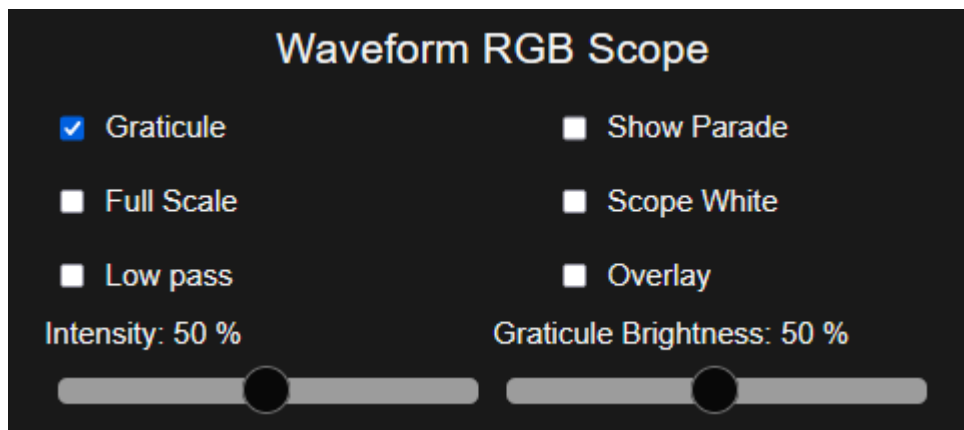 Waveform RGB Scope
Graticule
Show Parade
Full Scale
Scope White
Low pass
Overlay
Intensity: 50 %
Graticule Brightness: 50 %